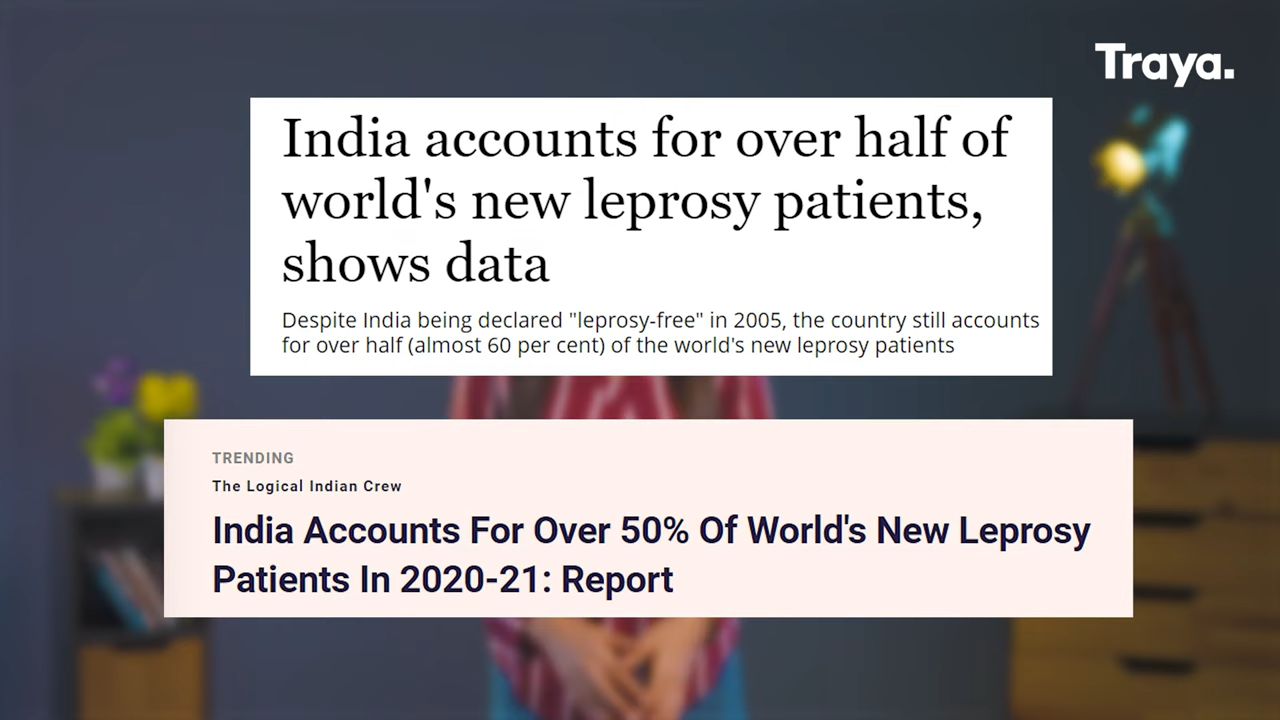 Traya.
India accounts for over half of
world's new leprosy patients,
shows data
Despite India being declared "leprosy-free" in 2005, the country still accounts
for over half (almost 60 per cent) of the world's new leprosy patients
TRENDING
The Logical Indian Crew
India Accounts For Over 50% Of World's New Leprosy
Patients In 2020-21: Report